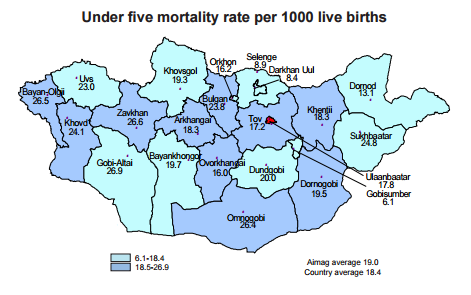 Under five mortality rate per 1000 live births
Orkhon
16.2
Selenge
8.9
Darkhan Uul
8.4
Khovsgol
19.3
Uvs
23.0
Bayan-Olgii
26.5
Dornod
13.1
Bulgan
23.8
Zavkhan
26.6
Khentii
18.3
Arkhangai
18.3
Tov
17.2
Khovd
24.1
Sukhbaatar
24.8
Bayankhongor
19.7
Gobi-Altai
26.9
Ovorkhangai
16.0
Dundgobi
20.0
Ulaanbaatar
17.8
Dornogobi
19.5
Gobisumber
6.1
Omnogobi
26.4
6.1-18.4
18.5-26.9
Aimag average 19.0
Country average 18.4